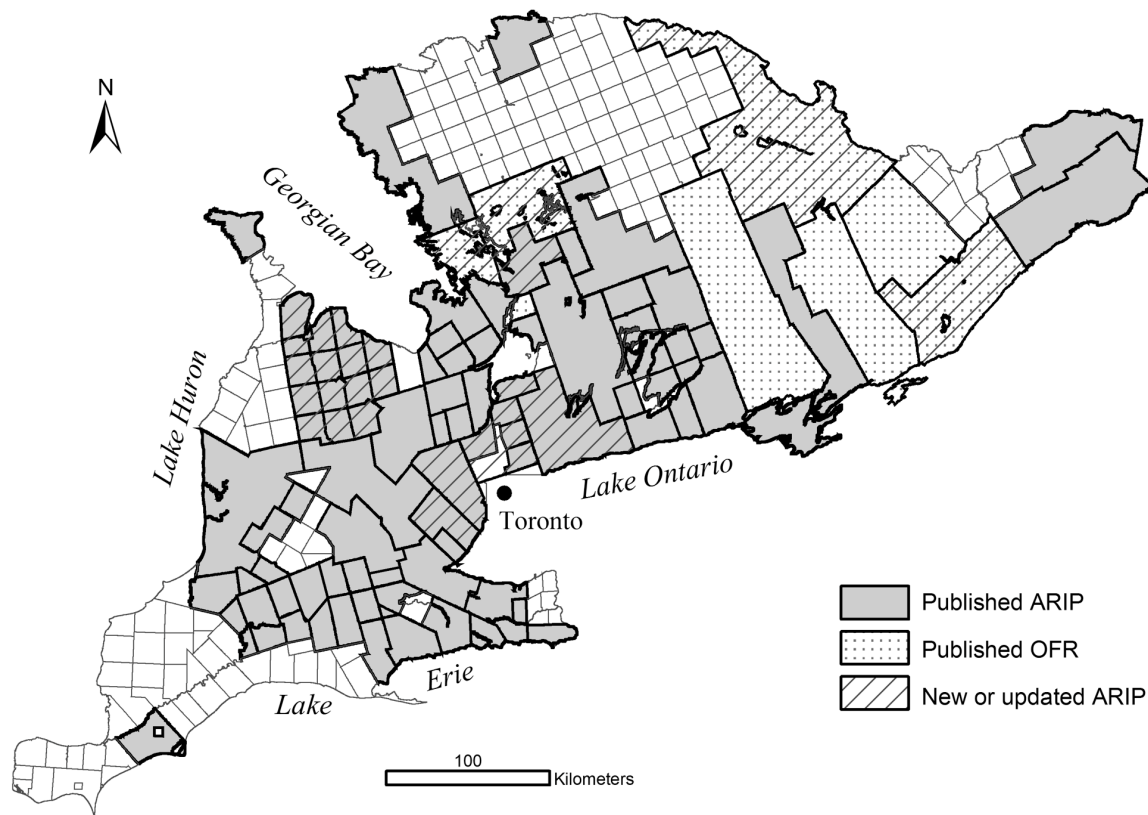 N
Georgian Bay
Lake Huron
Lake Ontario
Toronto
Lake Erie
Published ARIP
Published OFR
New or updated ARIP
100
Kilometers